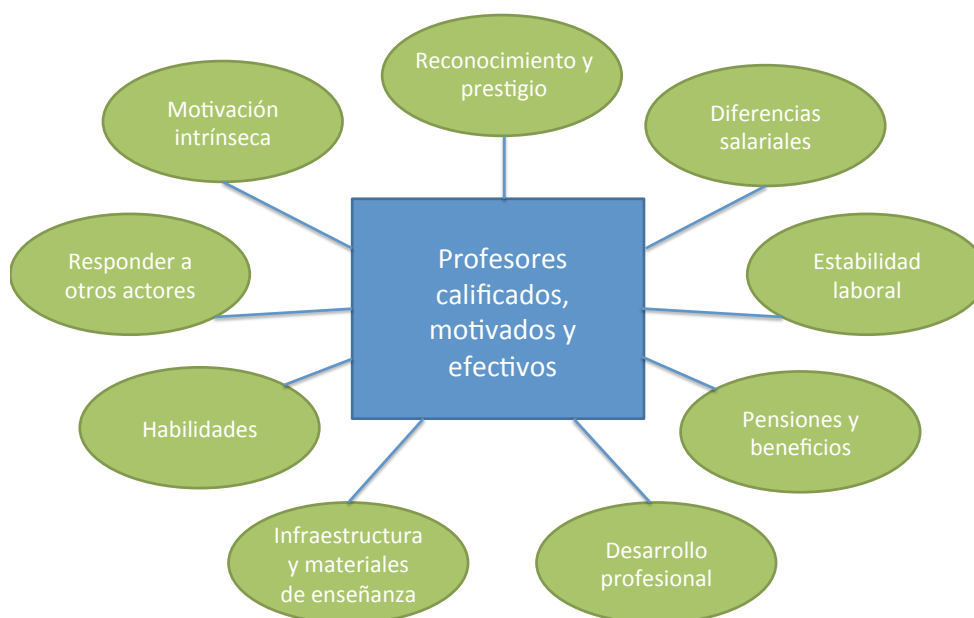 Reconocimiento y
prestigio
Motivación
intrínseca
Diferencias
salariales
Responder a
otros actores
Profesores
calificados,
motivados y
efectivos
Estabilidad
laboral
Habilidades
Pensiones y
beneficios
Infraestructura
y materiales
de enseñanza
Desarrollo
profesional